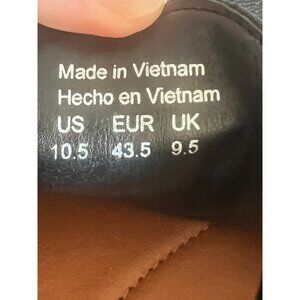 Made in Vietnam
Hecho en Vietnam
US EUR UK
10.5 43.5 9.5